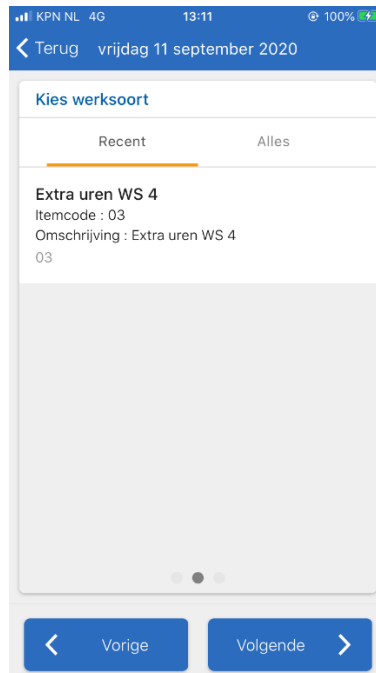 KPN NL 4G 13:11 100%
Terug vrijdag 11 september 2020
Kies werksoort
Recent Alles
Extra uren WS 4
Itemcode : 03
Omschrijving : Extra uren WS 4
03
Vorige Volgende